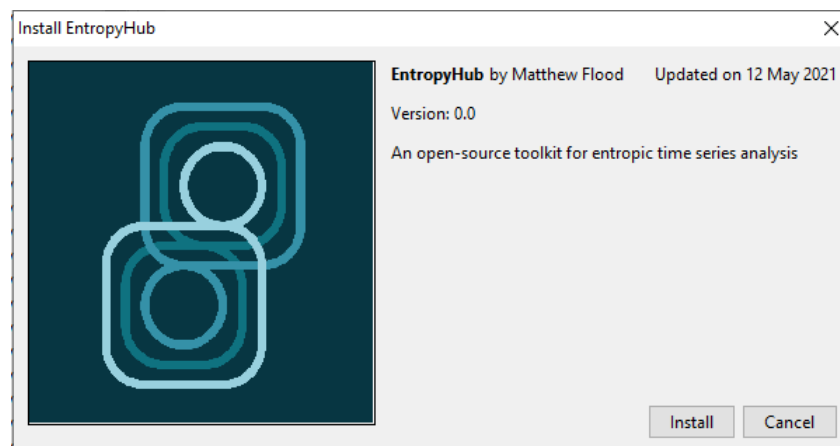 Install EntropyHub
EntropyHub by Matthew Flood Updated on 12 May 2021
Version: 0.0
An open-source toolkit for entropic time series analysis
Install Cancel